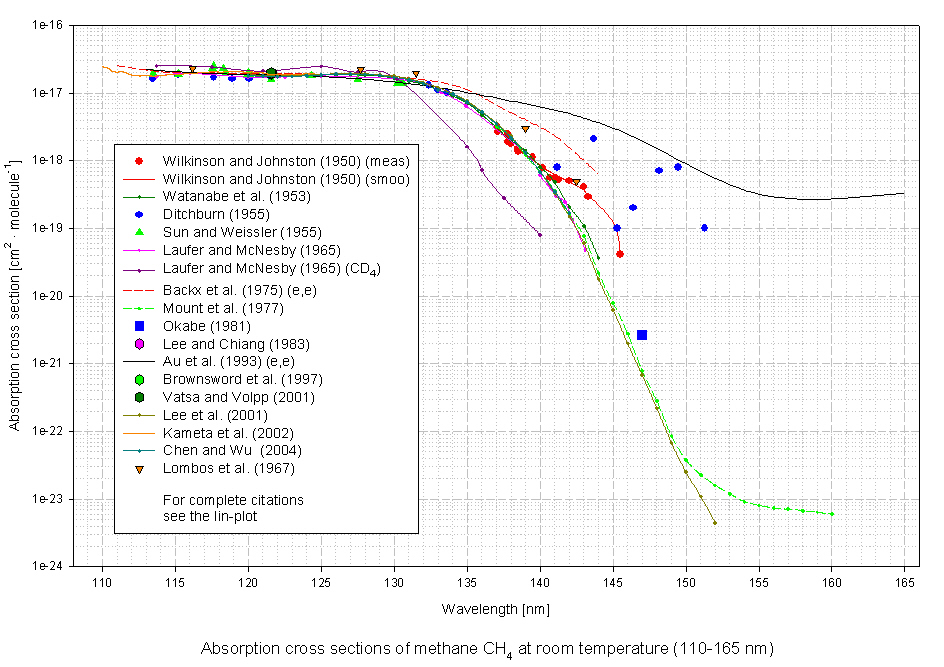 1e-16
1e-17
1e-18
1e-19
1e-20
1e-21
1e-22
1e-23
1e-24
Absorption cross section [cm² molecule⁻¹]
Wilkinson and Johnston (1950) (meas)
Wilkinson and Johnston (1950) (smoo)
Watanabe et al. (1953)
Ditchburn (1955)
Sun and Weissler (1955)
Laufer and McNesby (1965)
Laufer and McNesby (1965) (CD₄)
Backx et al. (1975) (e,e)
Mount et al. (1977)
Okabe (1981)
Lee and Chiang (1983)
Au et al. (1993) (e,e)
Brownsword et al. (1997)
Vatsa and Volpp (2001)
Lee et al. (2001)
Kameta et al. (2002)
Chen and Wu (2004)
Lombos et al. (1967)
For complete citations
see the lin-plot
110 115 120 125 130 135 140 145 150 155 160 165
Wavelength [nm]
Absorption cross sections of methane CH₄ at room temperature (110-165 nm)